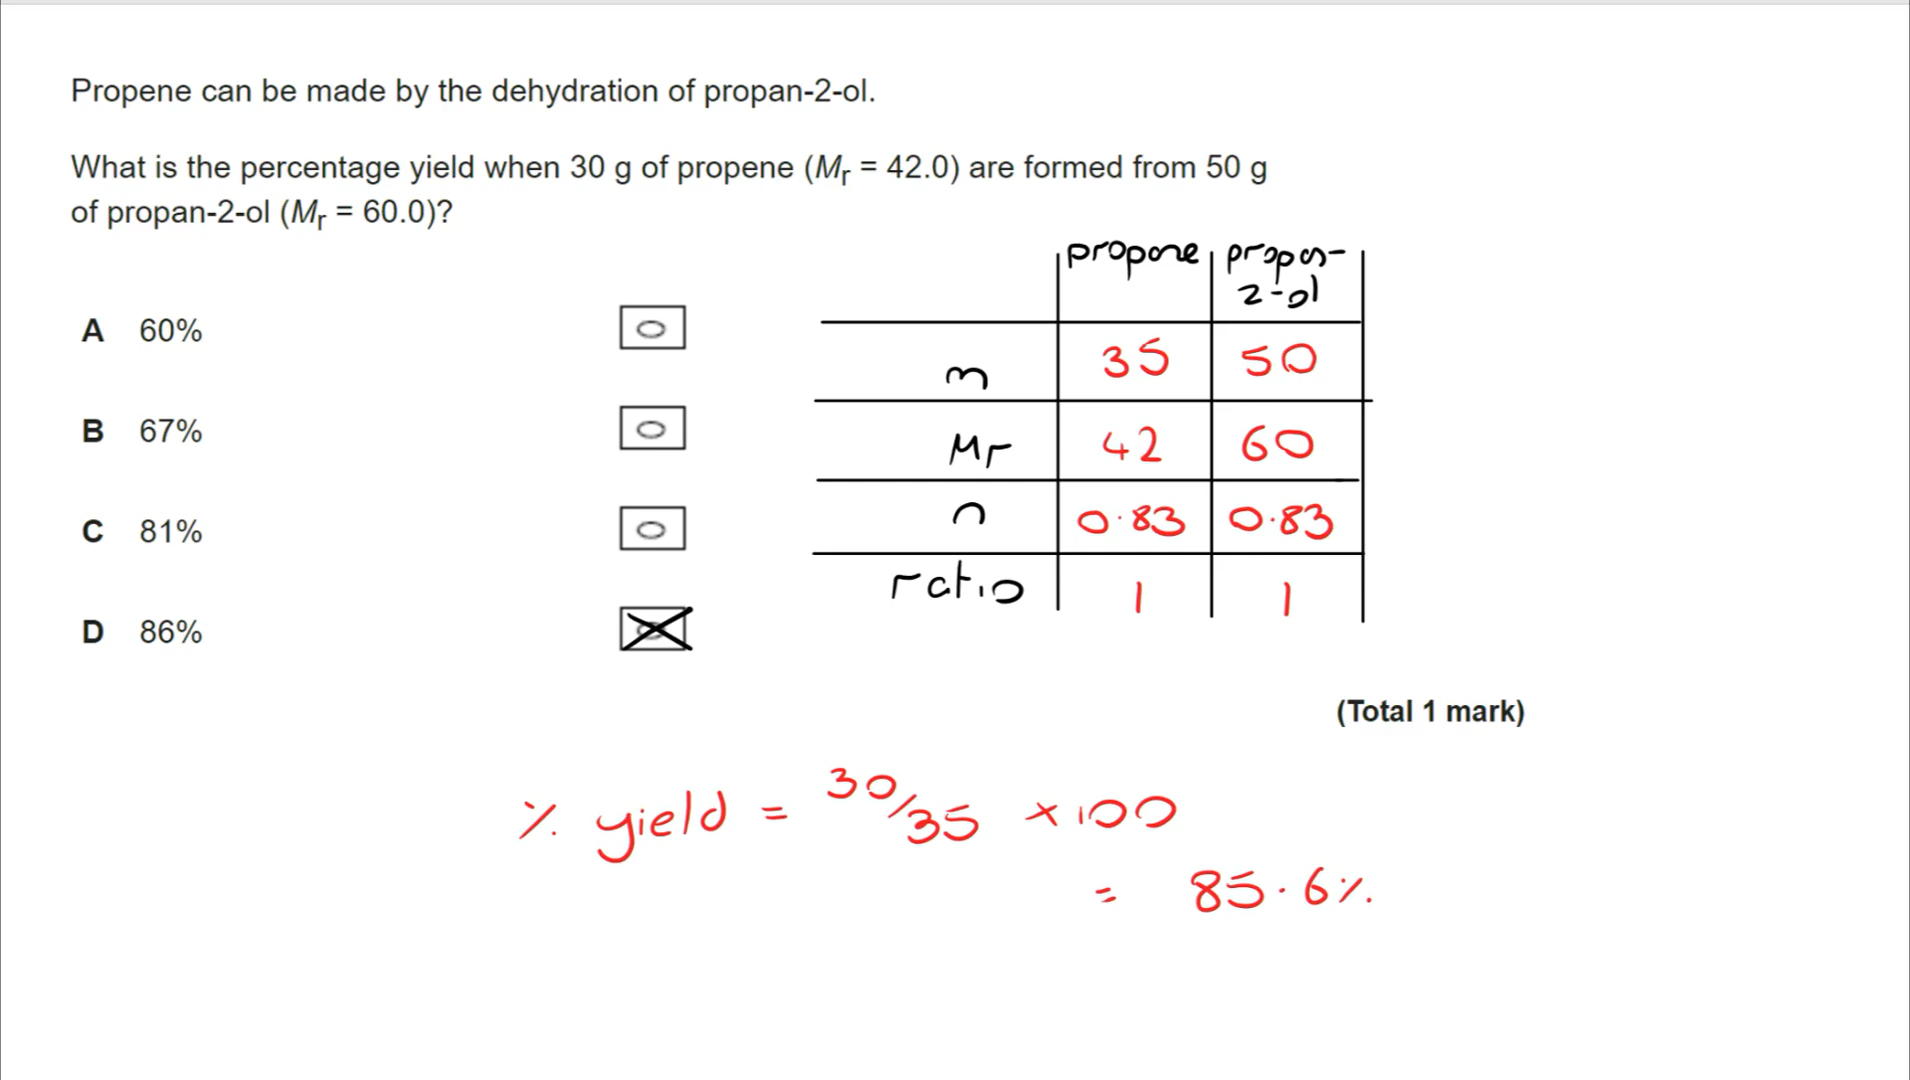 Propene can be made by the dehydration of propan-2-ol.
What is the percentage yield when 30 g of propene (Mr = 42.0) are formed from 50 g
of propan-2-ol (Mr = 60.0)?
propene propan-
2-ol
A 60%
m 35 50
B 67%
Mr 42 60
C 81%
n 0.83 0.83
ratio 1 1
D 86%
(Total 1 mark)
% yield = 30/35 × 100
= 85.6%